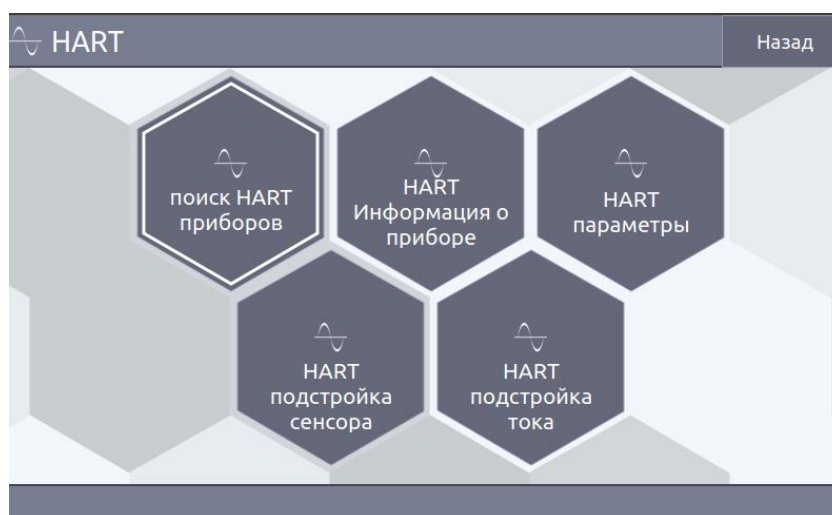 HART
Назад
поиск HART
приборов
HART
Информация о
приборе
HART
параметры
HART
подстройка
сенсора
HART
подстройка
тока